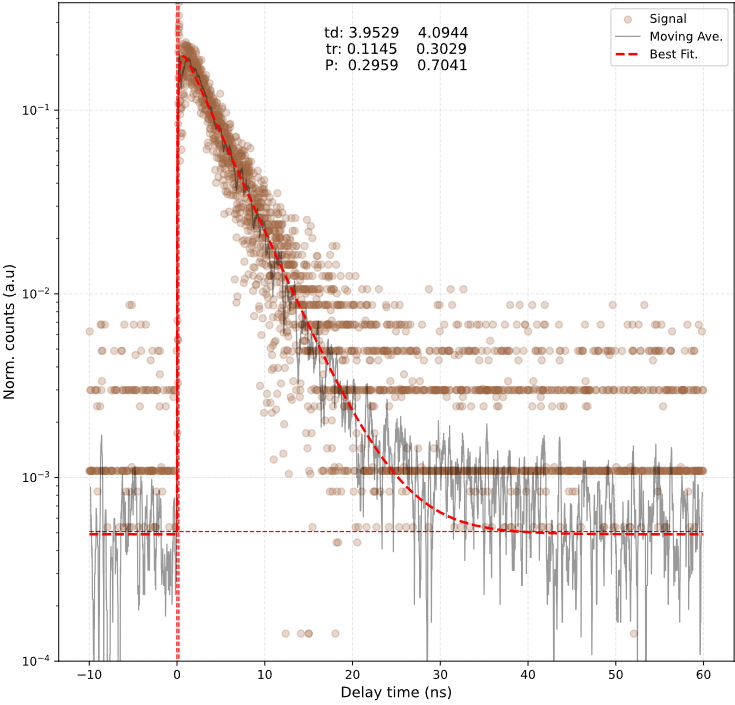 td: 3.9529 4.0944
tr: 0.1145 0.3029
P: 0.2959 0.7041
Signal
Moving Ave.
Best Fit.
Norm. counts (a.u)
10⁻¹
10⁻²
10⁻³
10⁻⁴
−10 0 10 20 30 40 50 60
Delay time (ns)